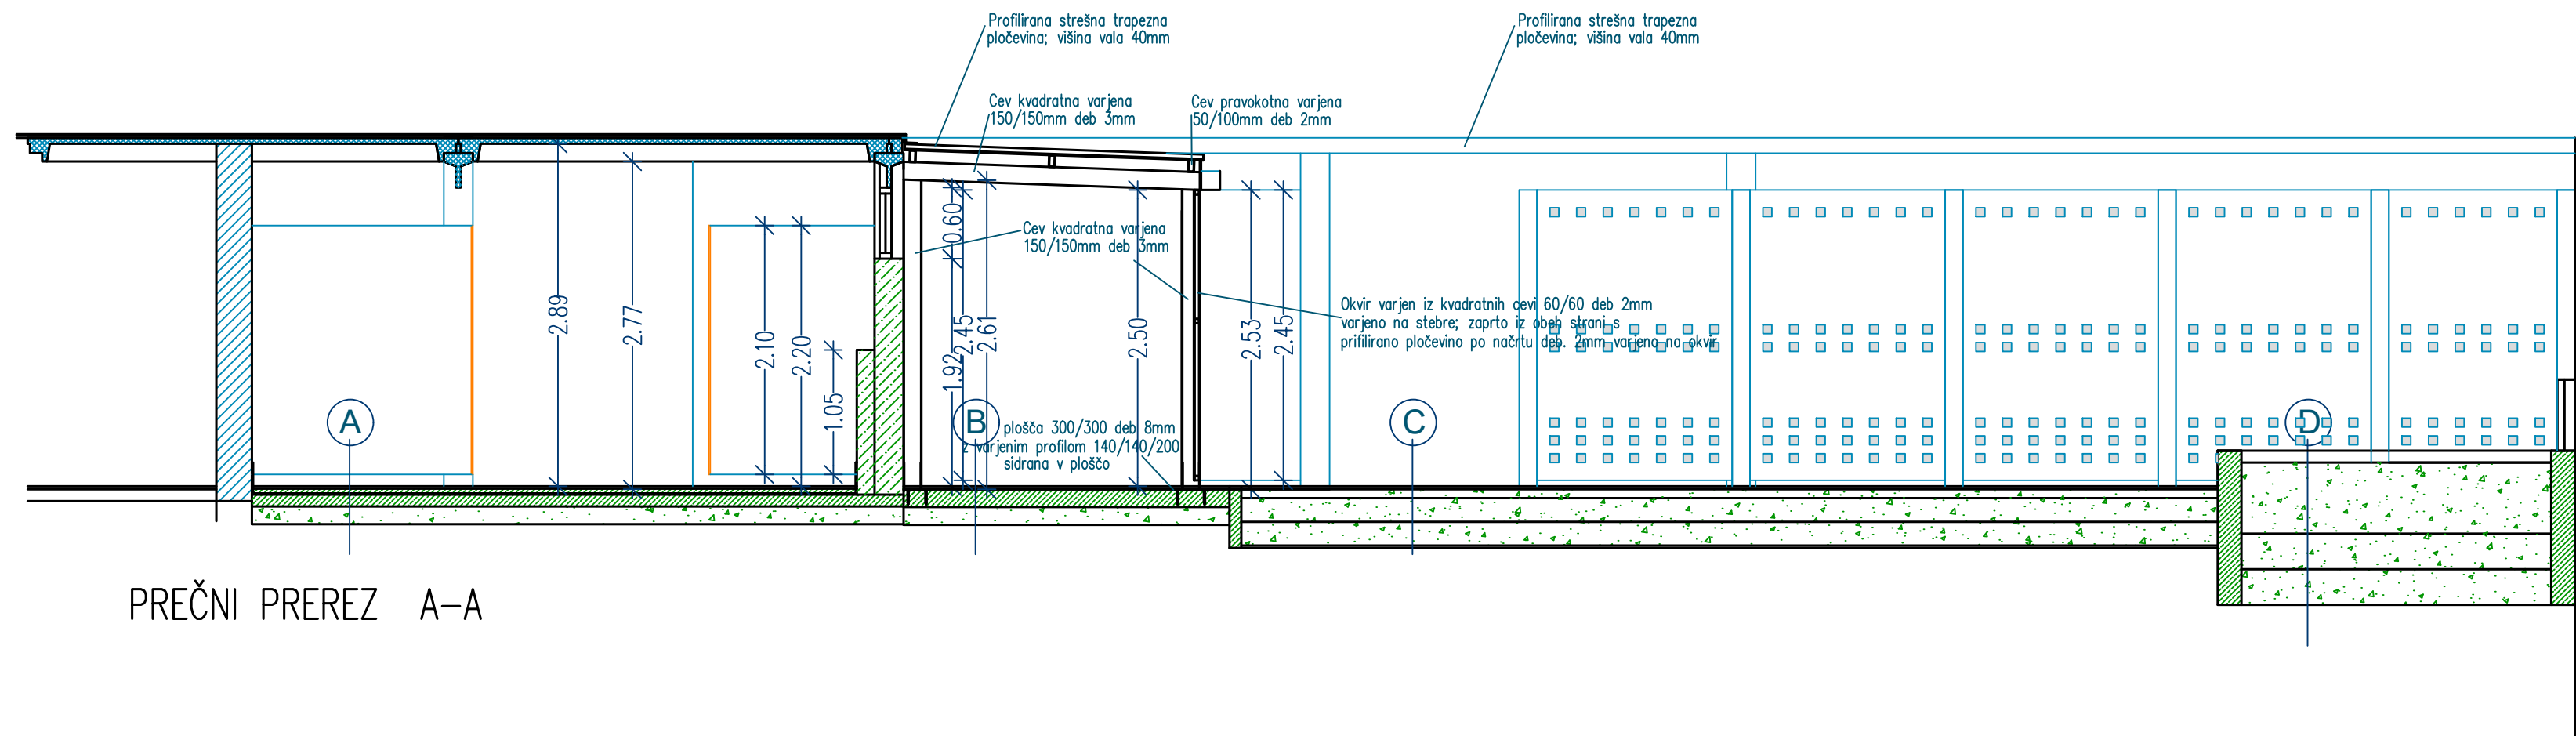 Profilirana strešna trapezna
pločevina; višina vala 40mm
Profilirana strešna trapezna
pločevina; višina vala 40mm
Cev kvadratna varjena
150/150mm deb 3mm
Cev pravokotna varjena
50/100mm deb 2mm
Cev kvadratna varjena
150/150mm deb 3mm
Okvir varjen iz kvadratnih cevi 60/60 deb 2mm
varjeno na stebre; zaprto iz obeh strani s
prifilirano pločevino po načrtu deb. 2mm varjeno na okvir
plošča 300/300 deb 8mm
z varjenim profilom 140/140/200
sidrana v ploščo
2.89
2.77
2.10
2.20
1.05
0.60
1.92
2.45
2.61
2.50
2.53
2.45
A
B
C
D
PREČNI PREREZ A-A